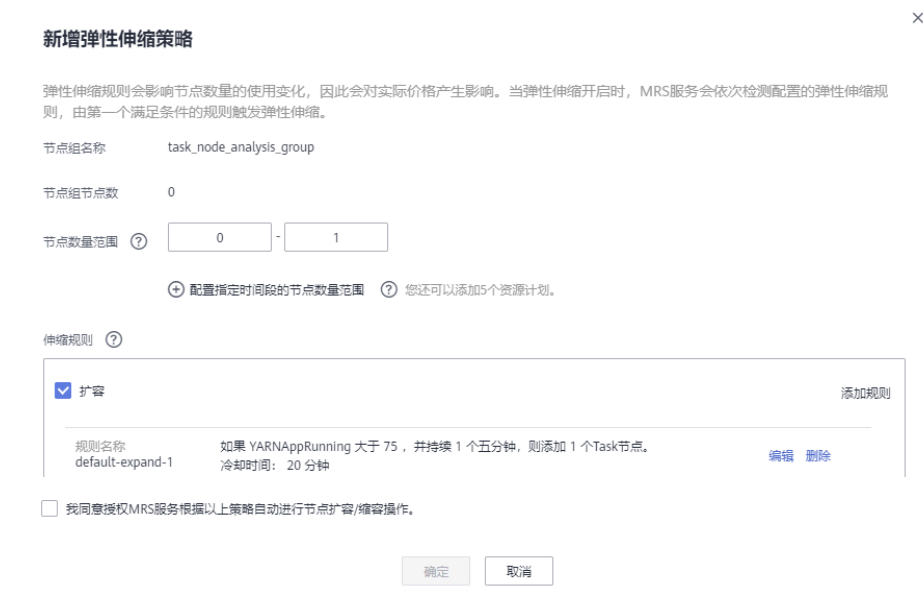 新增弹性伸缩策略
弹性伸缩规则会影响节点数量的使用变化，因此会对实际价格产生影响。当弹性伸缩开启时，MRS服务会依次检测配置的弹性伸缩规
则，由第一个满足条件的规则触发弹性伸缩。
节点组名称 task_node_analysis_group
节点组节点数 0
节点数量范围 ? 0 - 1
配置指定时间段的节点数量范围 ? 您还可以添加5个资源计划。
伸缩规则 ?
扩容 添加规则
规则名称 如果 YARNAppRunning 大于 75 ，并持续 1 个五分钟，则添加 1 个Task节点。
default-expand-1 冷却时间： 20 分钟 编辑 删除
我同意授权MRS服务根据以上策略自动进行节点扩容/缩容操作。
确定 取消